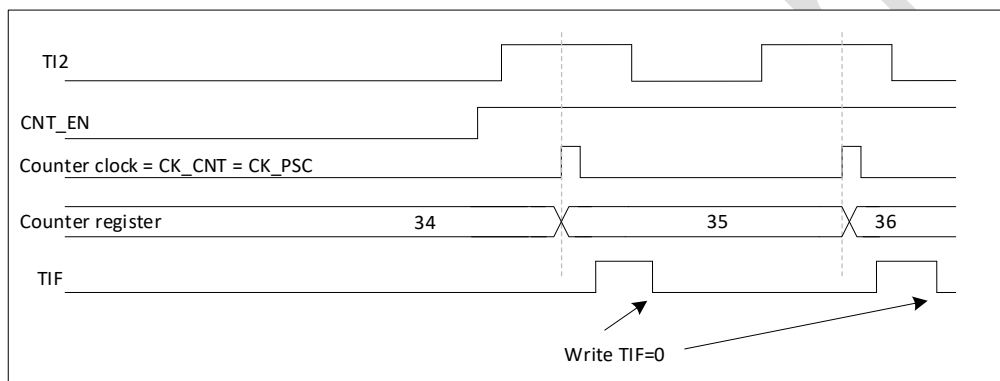 TI2
CNT_EN
Counter clock = CK_CNT = CK_PSC
Counter register 34 35 36
TIF
Write TIF=0